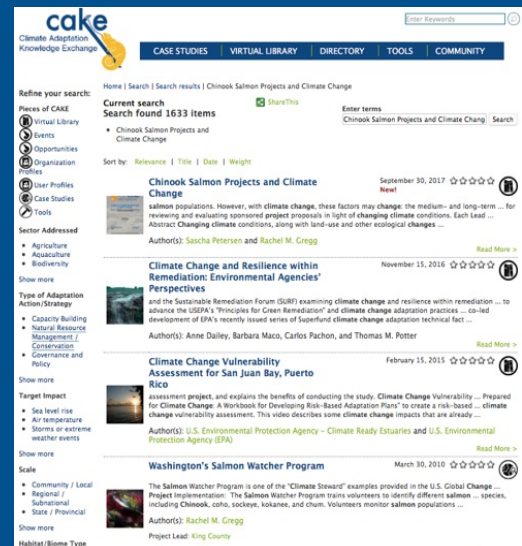 cake
Climate Adaptation
Knowledge Exchange
Enter Keywords
CASE STUDIES | VIRTUAL LIBRARY | DIRECTORY | TOOLS | COMMUNITY
Refine your search:
Pieces of CAKE
Virtual Library
Events
Opportunities
Organization
Profiles
User Profiles
Case Studies
Tools
Sector Addressed
Agriculture
Aquaculture
Biodiversity
Show more
Type of Adaptation
Action/Strategy
Capacity Building
Natural Resource
Management /
Conservation
Governance and
Policy
Show more
Target Impact
Sea level rise
Air temperature
Storms or extreme
weather events
Show more
Scale
Community / Local
Regional /
Subnational
State / Provincial
Show more
Habitat/Biome Type
Home | Search | Search results | Chinook Salmon Projects and Climate Change
Current search
Search found 1633 items
Chinook Salmon Projects and
Climate Change
ShareThis
Enter terms
Chinook Salmon Projects and Climate Chang Search
Sort by: Relevance | Title | Date | Weight
Chinook Salmon Projects and Climate
Change
September 30, 2017
New!
salmon populations. However, with climate change, these factors may change: the medium- and long-term ... for
reviewing and evaluating sponsored project proposals in light of changing climate conditions. Each Lead ...
Abstract Changing climate conditions, along with land-use and other ecological changes ...
Author(s): Sascha Petersen and Rachel M. Gregg
Read More >
Climate Change and Resilience within
Remediation: Environmental Agencies'
Perspectives
November 15, 2016
and the Sustainable Remediation Forum (SURF) examining climate change and resilience within remediation ... to
advance the USEPA's "Principles for Green Remediation" and climate change adaptation practices ... co-led
development of EPA's recently issued series of Superfund climate change adaptation technical fact ...
Author(s): Anne Dailey, Barbara Maco, Carlos Pachon, and Thomas M. Potter
Read More >
Climate Change Vulnerability
Assessment for San Juan Bay, Puerto
Rico
February 15, 2015
assessment project, and explains the benefits of conducting the study. Climate Change Vulnerability ... Prepared
for Climate Change: A Workbook for Developing Risk-Based Adaptation Plans" to create a risk-based ... climate
change vulnerability assessment. This video describes some climate change impacts that are already ...
Author(s): U.S. Environmental Protection Agency – Climate Ready Estuaries and U.S. Environmental
Protection Agency (EPA)
Read More >
Washington's Salmon Watcher Program
March 30, 2010
The Salmon Watcher Program is one of the "Climate Steward" examples provided in the U.S. Global Change ...
Project Implementation: The Salmon Watcher Program trains volunteers to identify different salmon ... species,
including Chinook, coho, sockeye, kokanee, and chum. Volunteers monitor salmon populations ...
Author(s): Rachel M. Gregg
Project Lead: King County